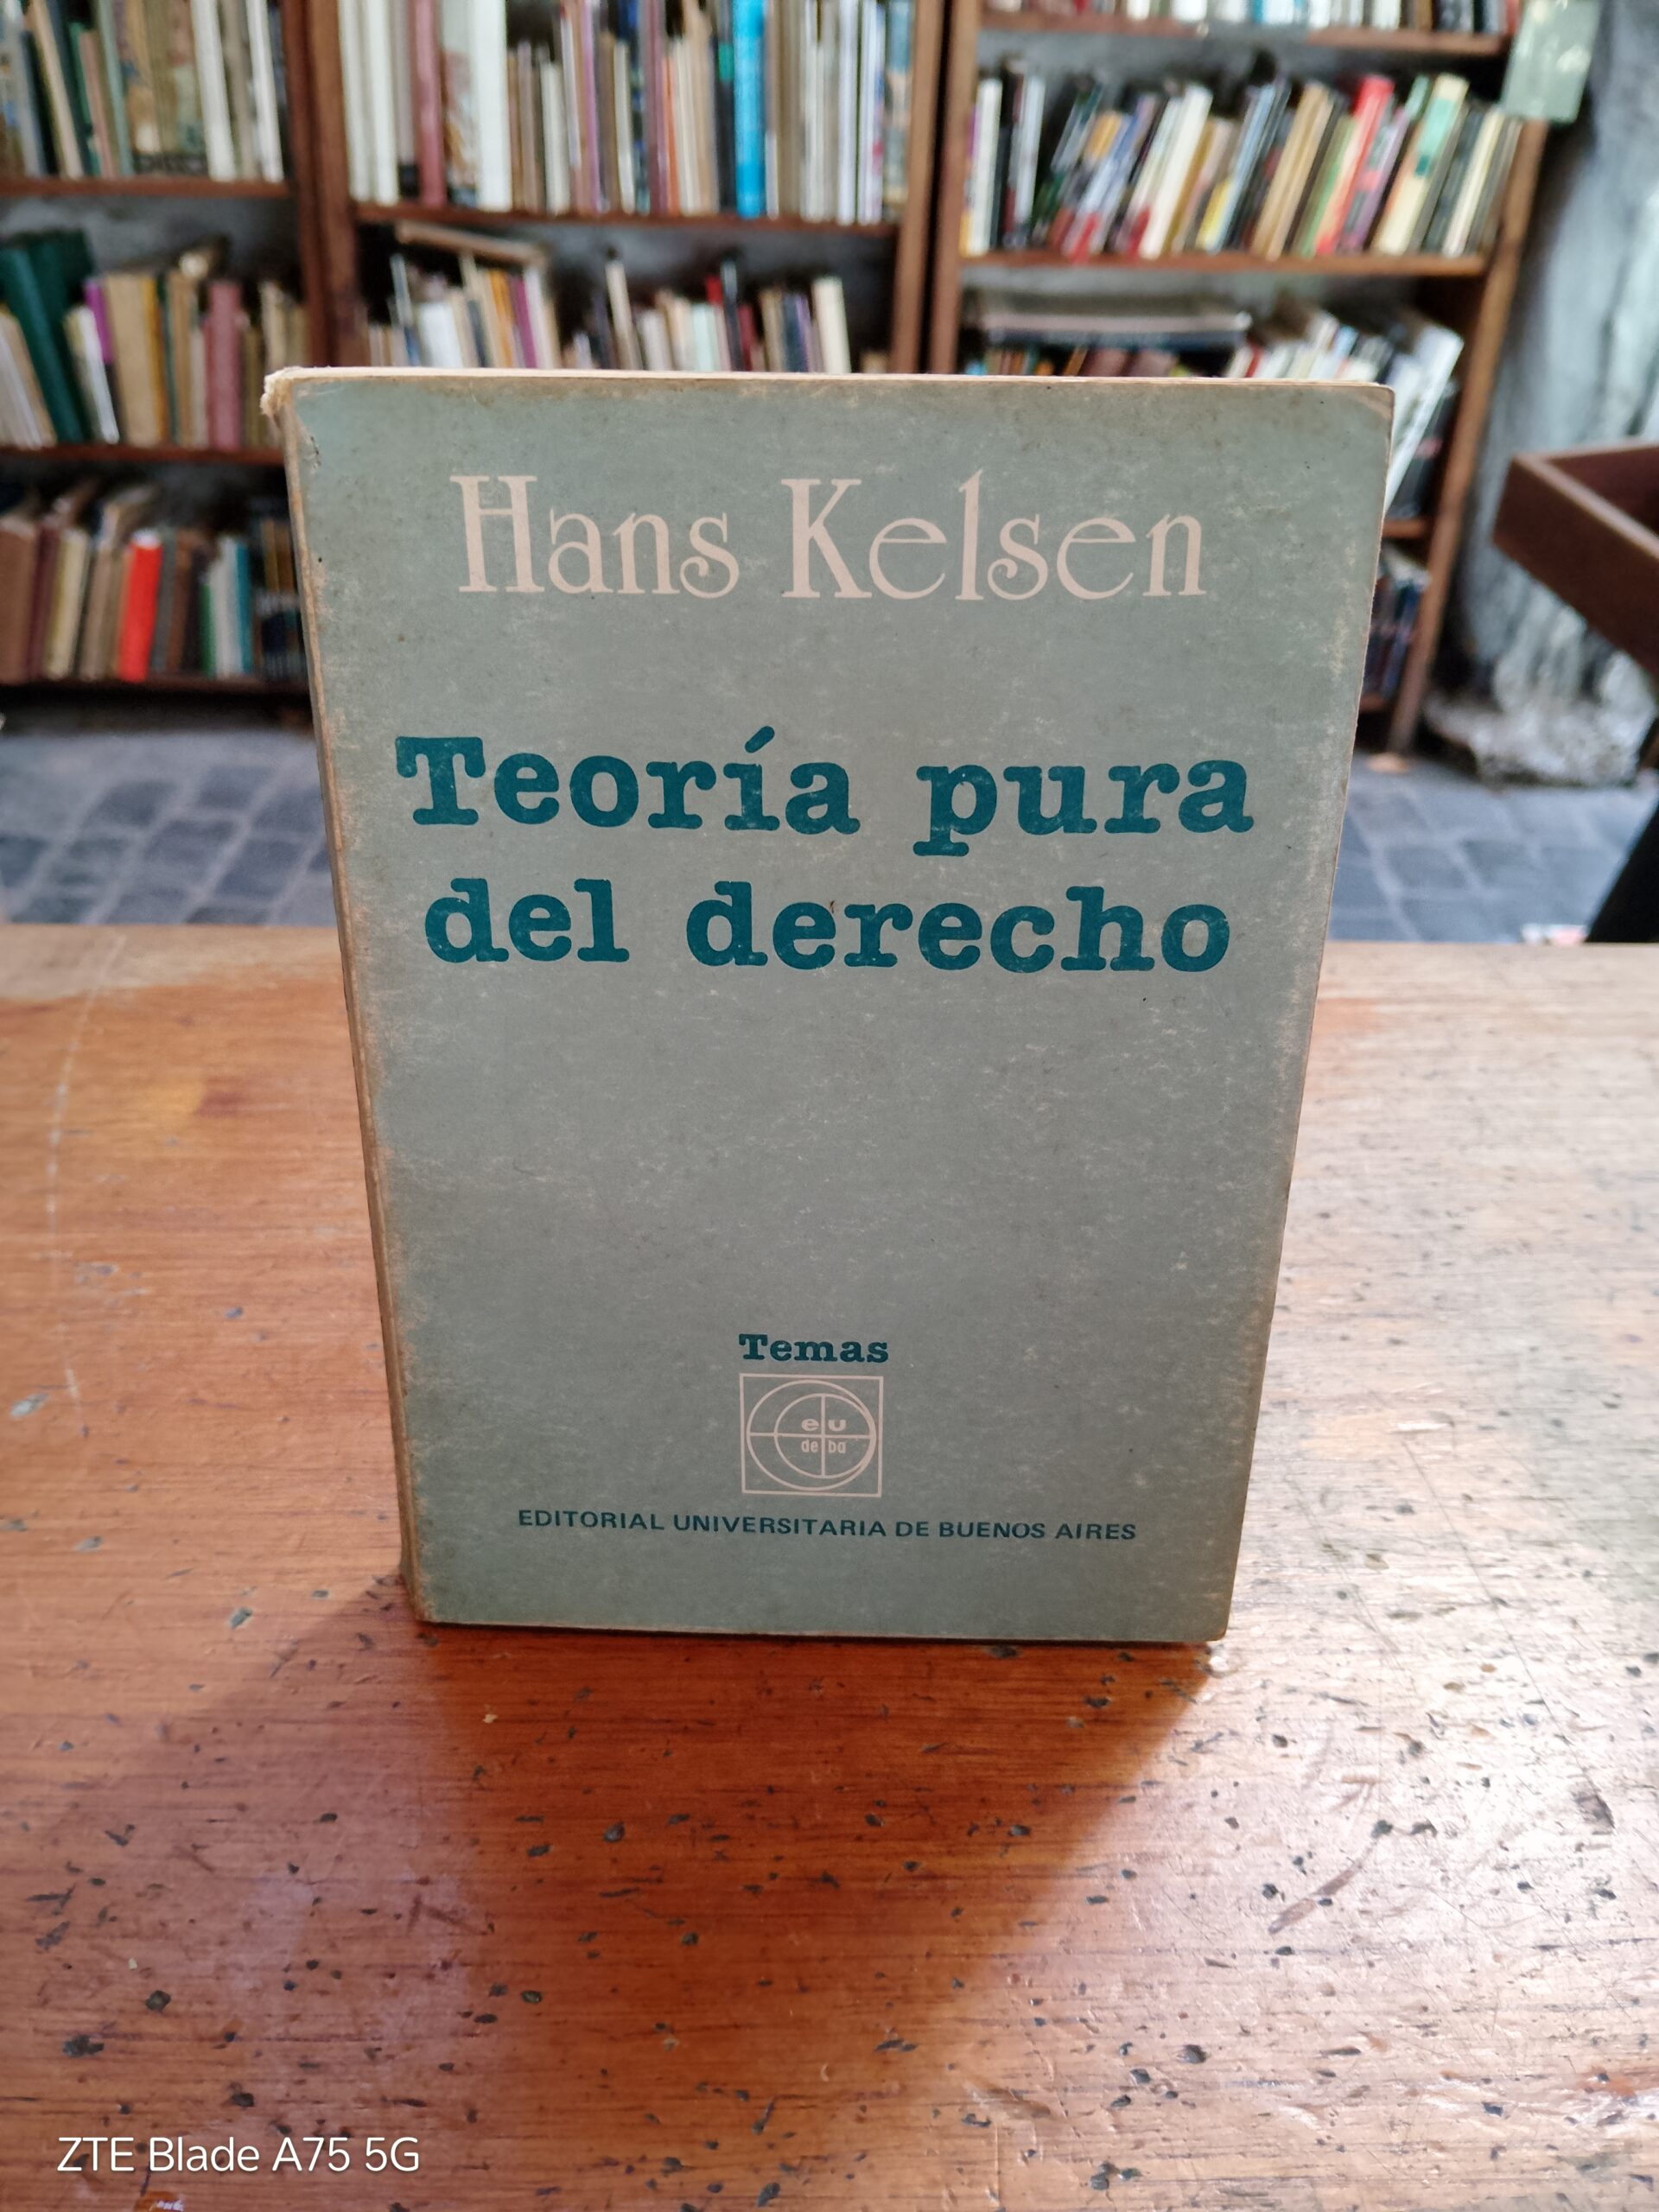 Hans Kelsen
Teoría pura
del derecho
Temas
eu
de ba
EDITORIAL UNIVERSITARIA DE BUENOS AIRES
ZTE Blade A75 5G